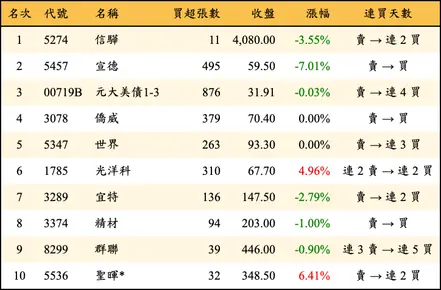 名次 代號 名稱 買超張數 收盤 漲幅 連買天數
1 5274 信驊 11 4,080.00 -3.55% 賣 → 連 2 買
2 5457 宣德 495 59.50 -7.01% 賣 → 買
3 00719B 元大美債1-3 876 31.91 -0.03% 賣 → 連 4 買
4 3078 僑威 379 70.40 0.00% 賣 → 買
5 5347 世界 263 93.30 0.00% 賣 → 連 3 買
6 1785 光洋科 310 67.70 4.96% 連 2 賣 → 連 2 買
7 3289 宜特 136 147.50 -2.79% 賣 → 連 2 買
8 3374 精材 94 203.00 -1.00% 賣 → 買
9 8299 群聯 39 446.00 -0.90% 連 3 賣 → 連 5 買
10 5536 聖暉* 32 348.50 6.41% 賣 → 連 2 買